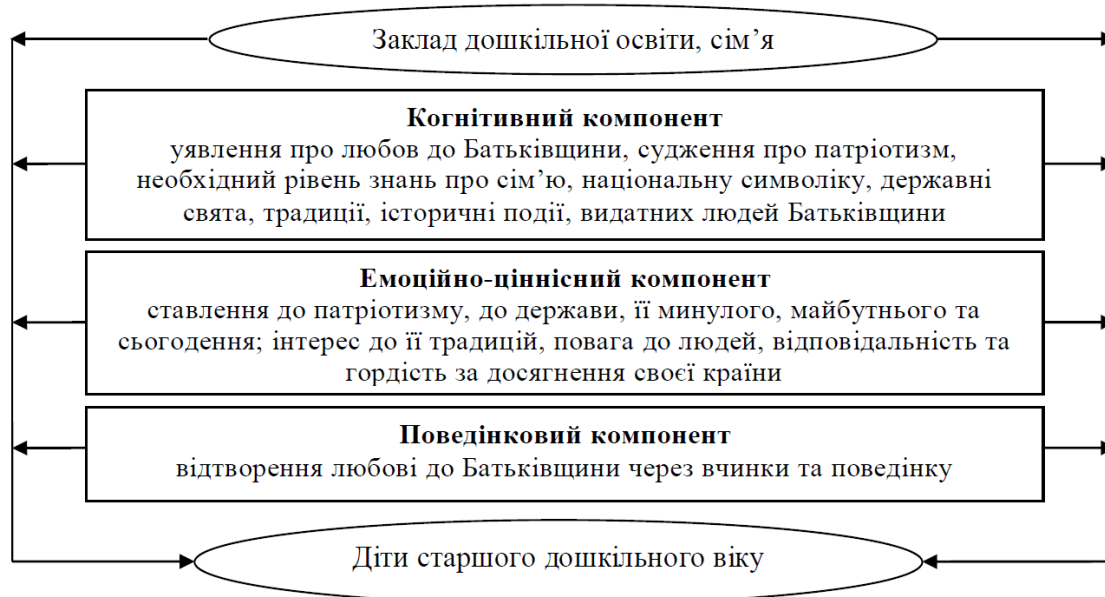 Заклад дошкільної освіти, сім’я
Когнітивний компонент
уявлення про любов до Батьківщини, судження про патріотизм,
необхідний рівень знань про сім’ю, національну символіку, державні
свята, традиції, історичні події, видатних людей Батьківщини
Емоційно-ціннісний компонент
ставлення до патріотизму, до держави, її минулого, майбутнього та
сьогодення; інтерес до її традицій, повага до людей, відповідальність та
гордість за досягнення своєї країни
Поведінковий компонент
відтворення любові до Батьківщини через вчинки та поведінку
Діти старшого дошкільного віку